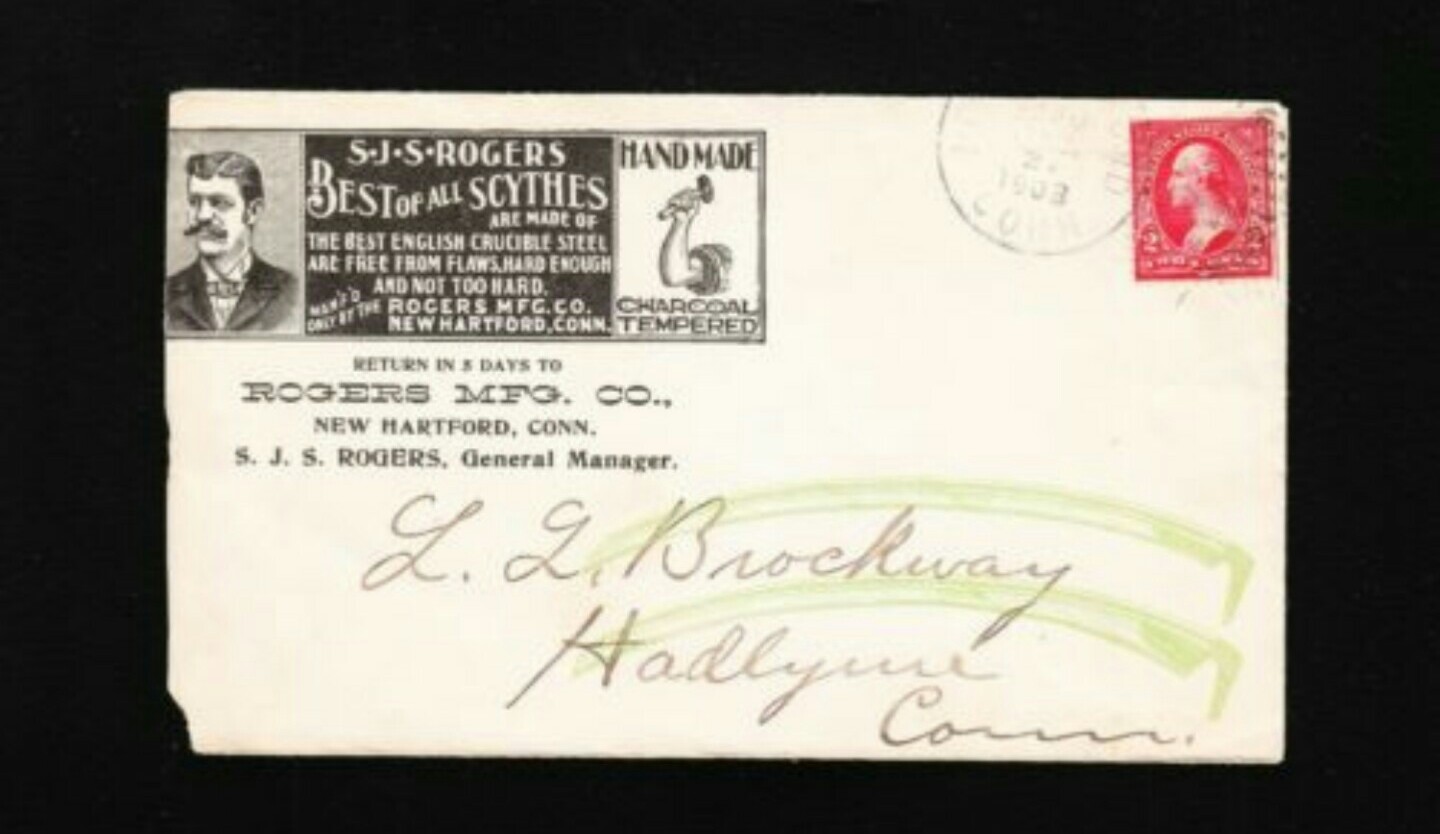 S·J·S·ROGERS
BEST OF ALL SCYTHES
ARE MADE OF
THE BEST ENGLISH CRUCIBLE STEEL
ARE FREE FROM FLAWS, HARD ENOUGH
AND NOT TOO HARD.
MAN'F'D
ONLY BY THE ROGERS MFG. CO.
NEW HARTFORD, CONN.
HAND MADE
CHARCOAL
TEMPERED
RETURN IN 5 DAYS TO
ROGERS MFG. CO.,
NEW HARTFORD, CONN.
S. J. S. ROGERS, General Manager.
1903
CONN
2 2
L. G. Brockway
Hadlyme
Conn.